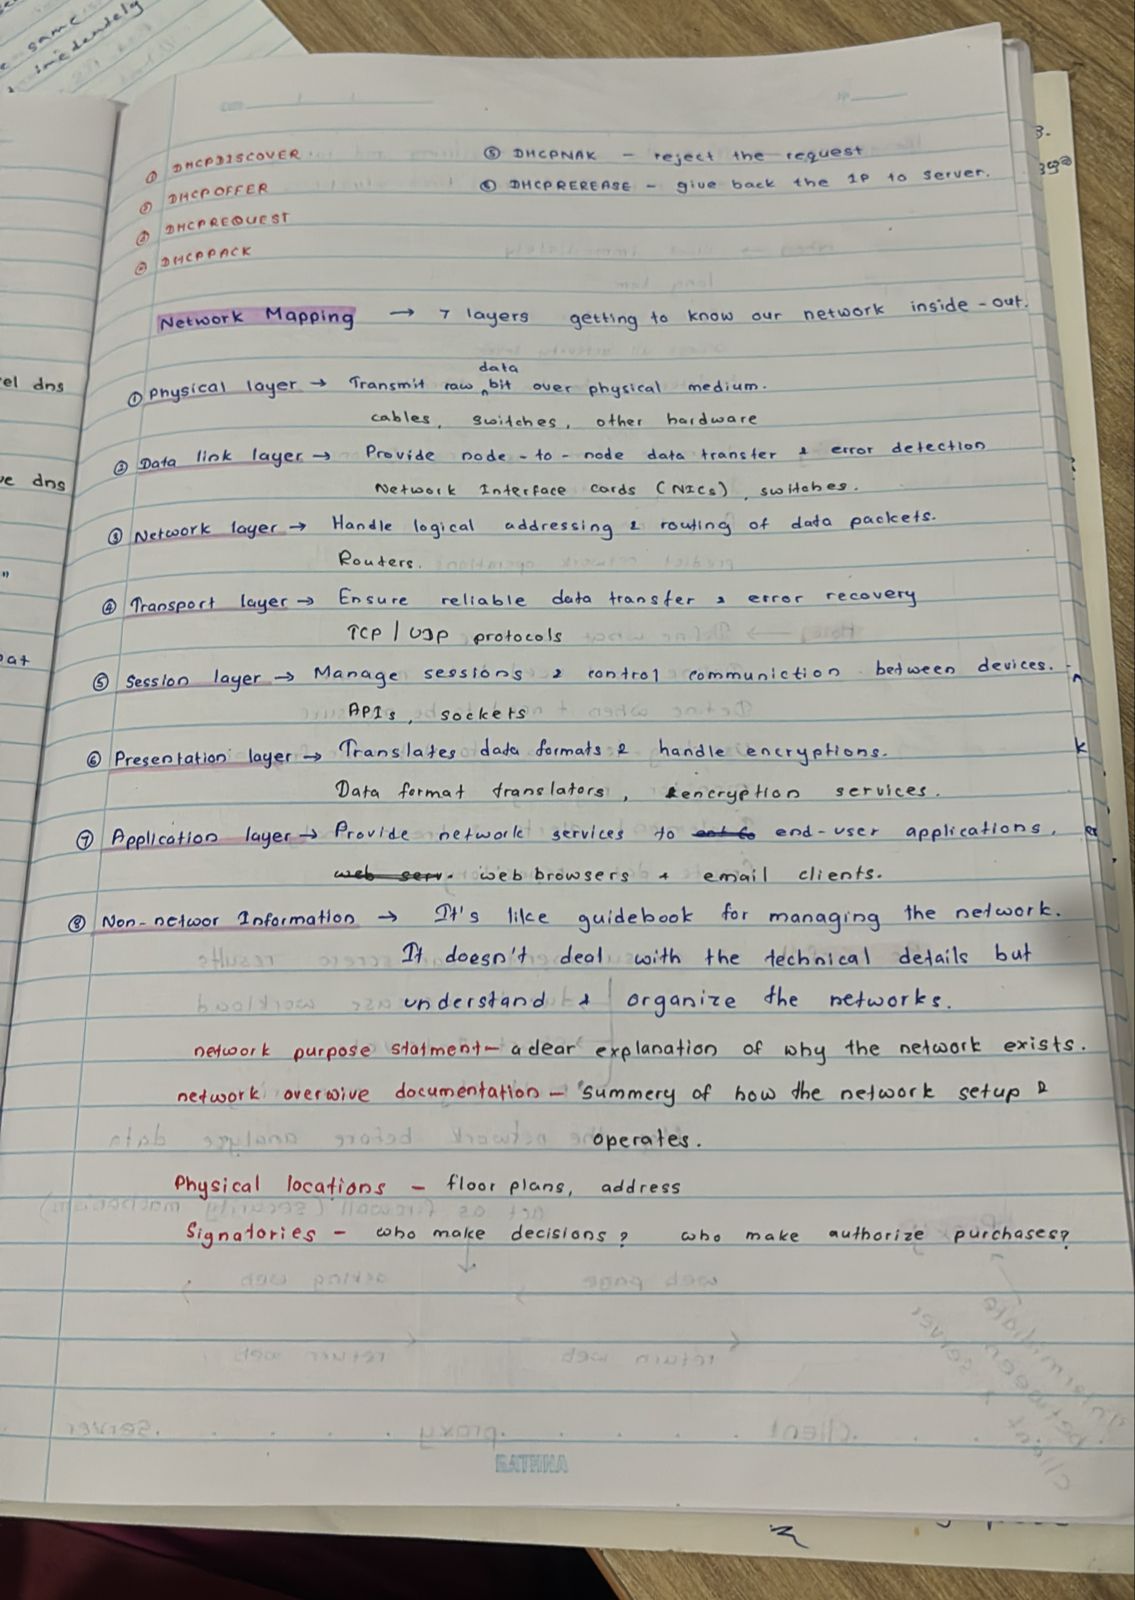 same
imedentely
① DHCPDISCOVER
② DHCPOFFER
③ DHCPREQUEST
④ DHCPPACK
⑤ DHCPNAK – reject the request
⑥ DHCPREREASE – give back the IP to server.
Network Mapping → 7 layers getting to know our network inside-out.
① Physical layer → Transmit raw data bit over physical medium.
cables, switches, other hardware
② Data link layer → Provide node-to-node data transfer & error detection
Network Interface cards (NICs), switches.
③ Network layer → Handle logical addressing & routing of data packets.
Routers.
④ Transport layer → Ensure reliable data transfer & error recovery
TCP / UDP protocols
⑤ Session layer → Manage sessions & control communiction between devices.
APIs, sockets
⑥ Presentation layer → Translates data formats & handle encryptions.
Data format translators, encryption services.
⑦ Application layer → Provide network services to end-user applications.
web browsers & email clients.
⑧ Non-networ Information → It's like guidebook for managing the network.
It doesn't deal with the technical details but
understand & organize the networks.
network purpose statment – a clear explanation of why the network exists.
network overwive documentation – summery of how the network setup &
operates.
Physical locations – floor plans, address
Signatories – who make decisions? who make authorize purchases?
RATHNA
el dns
ve dns